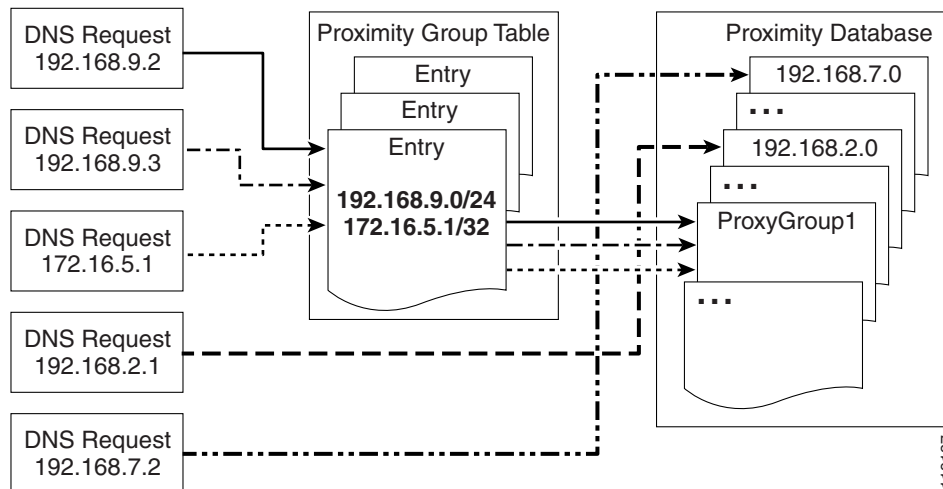 DNS Request
192.168.9.2
DNS Request
192.168.9.3
DNS Request
172.16.5.1
DNS Request
192.168.2.1
DNS Request
192.168.7.2
Proximity Group Table
Entry
Entry
Entry
192.168.9.0/24
172.16.5.1/32
Proximity Database
192.168.7.0
...
192.168.2.0
...
ProxyGroup1
...